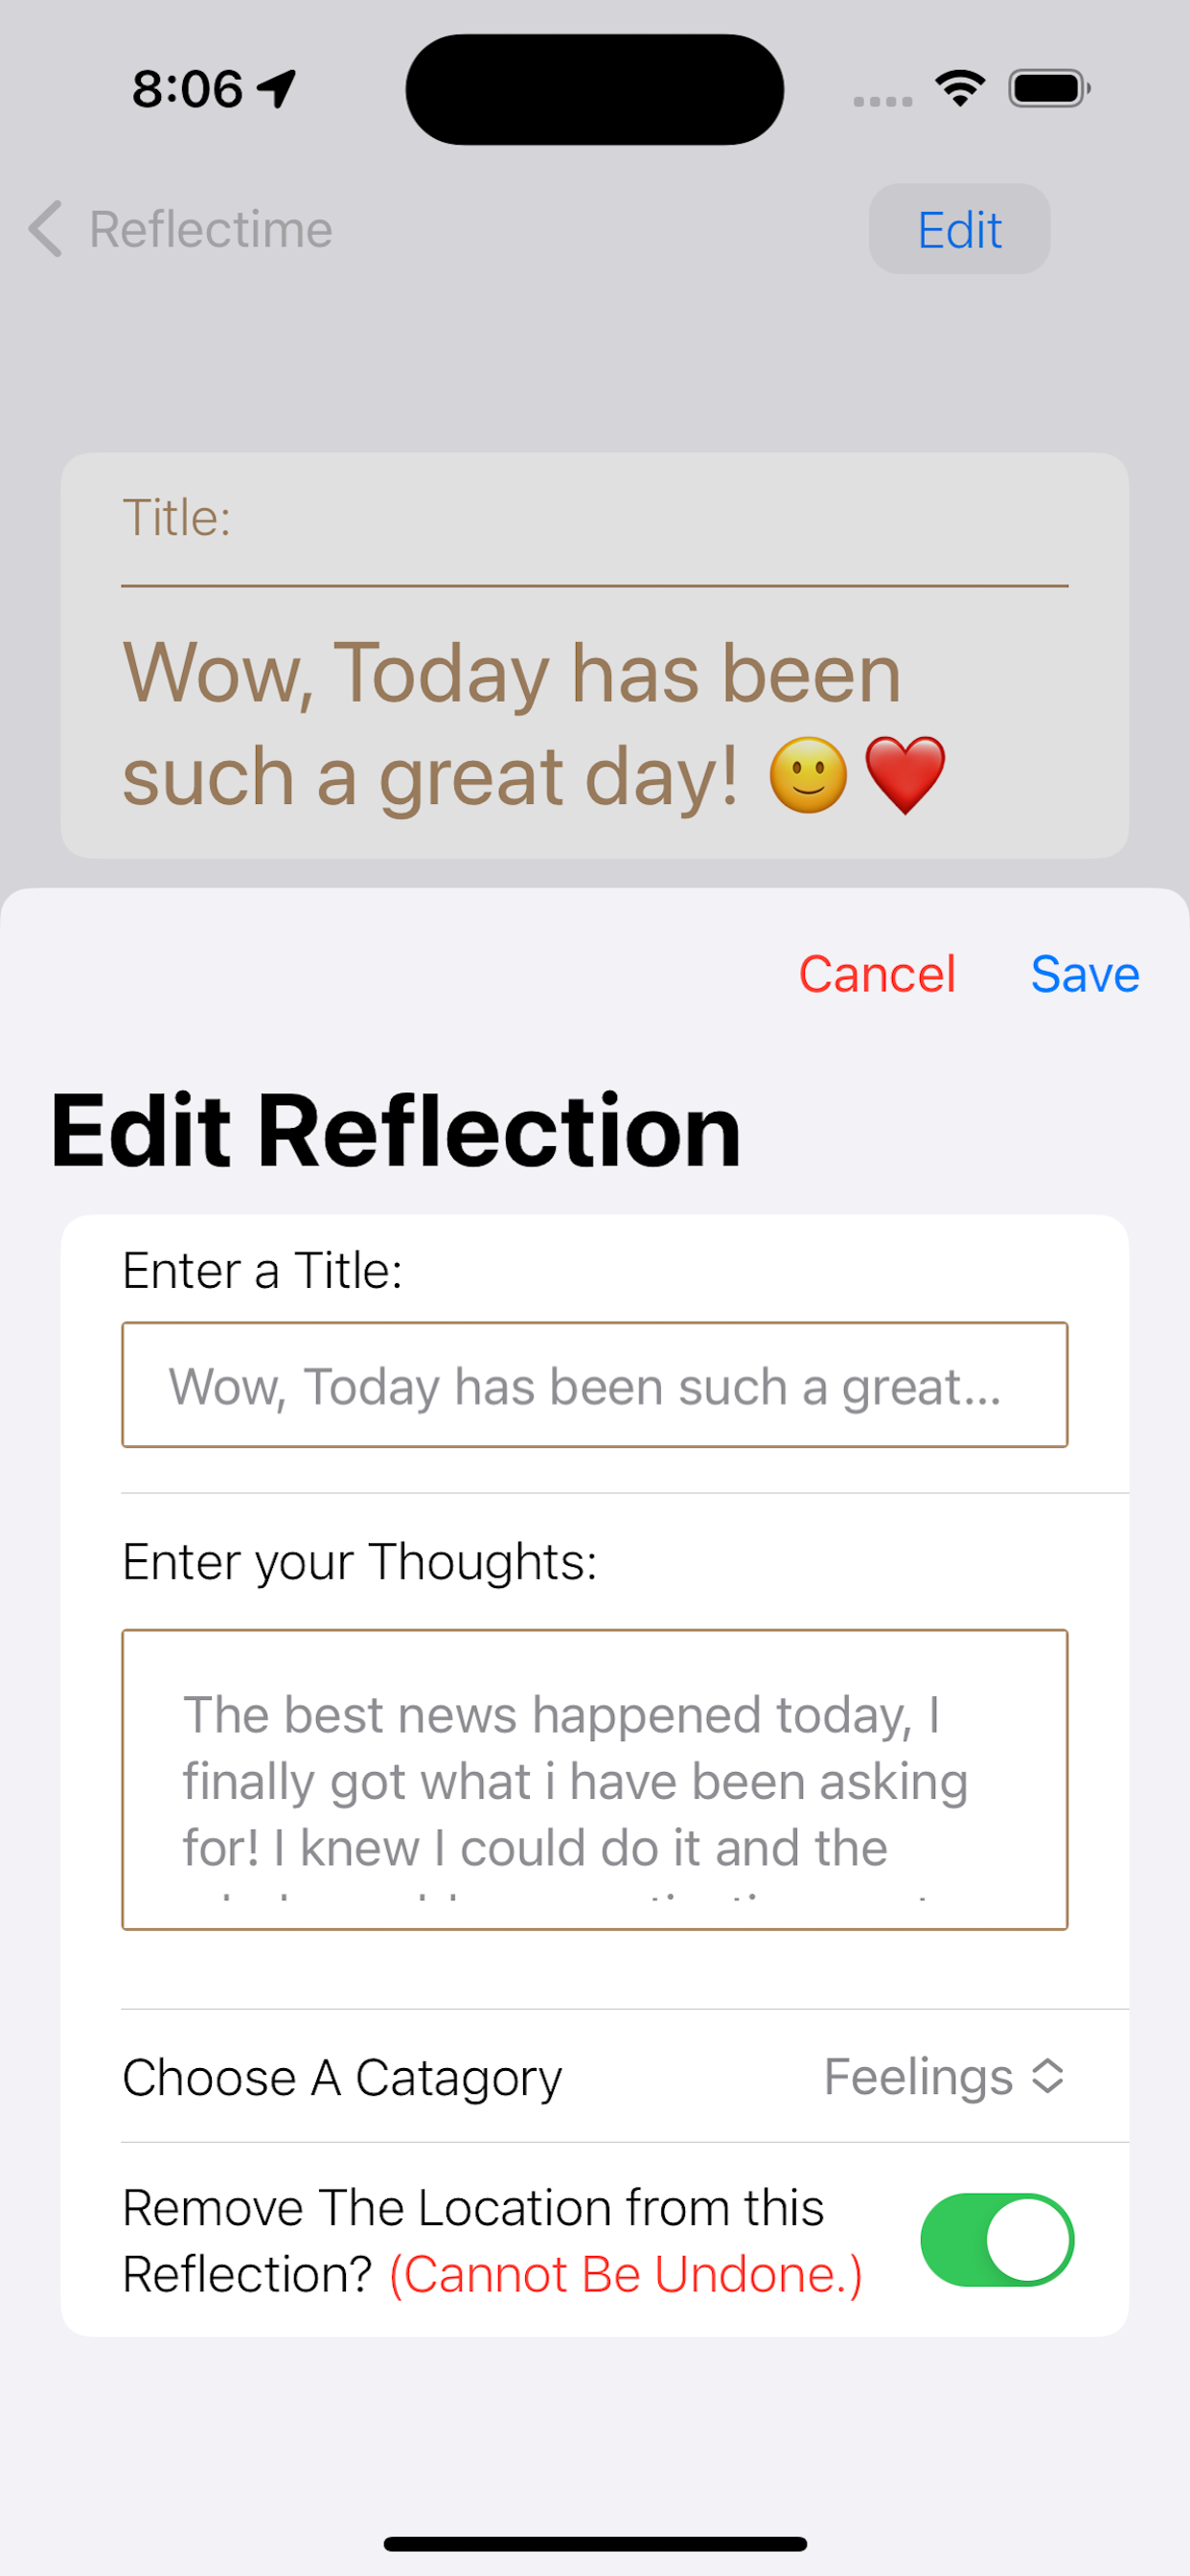 8:06
Reflectime
Edit
Title:
Wow, Today has been
such a great day! 🙂❤️
Cancel Save
Edit Reflection
Enter a Title:
Wow, Today has been such a great...
Enter your Thoughts:
The best news happened today, I
finally got what i have been asking
for! I knew I could do it and the
Choose A Catagory
Feelings
Remove The Location from this
Reflection? (Cannot Be Undone.)